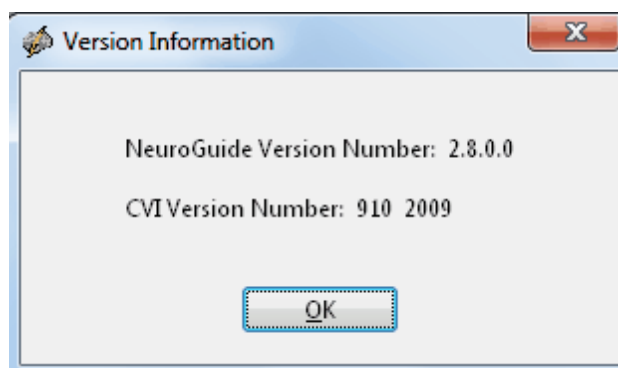 Version Information
NeuroGuide Version Number: 2.8.0.0
CVI Version Number: 910 2009
OK